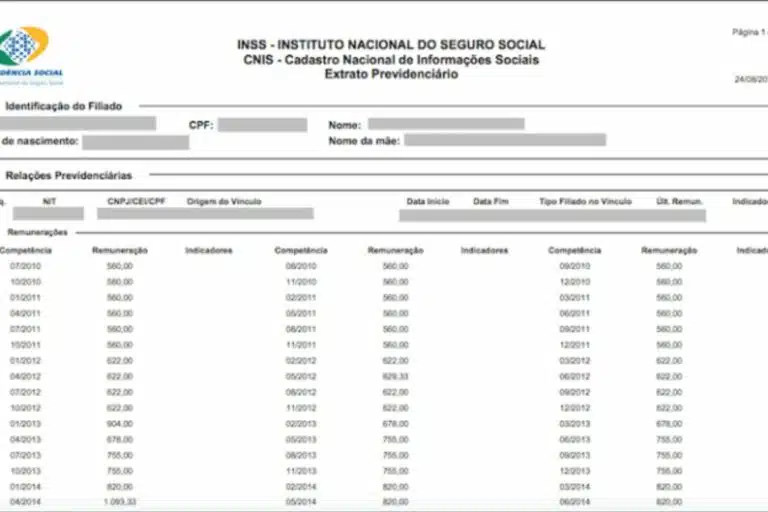 Página 1
INSS - INSTITUTO NACIONAL DO SEGURO SOCIAL
CNIS - Cadastro Nacional de Informações Sociais
Extrato Previdenciário
DÊNCIA SOCIAL
24/08/20
Identificação do Filiado
CPF: Nome:
de nascimento: Nome da mãe:
Relações Previdenciárias
q. NIT CNPJ/CEI/CPF Origem do Vínculo Data Início Data Fim Tipo Filiado no Vínculo Últ. Remun. Indicado
Remunerações
Competência Remuneração Indicadores Competência Remuneração Indicadores Competência Remuneração Indica
07/2010 560,00 08/2010 560,00 09/2010 560,00
10/2010 560,00 11/2010 560,00 12/2010 560,00
01/2011 560,00 02/2011 560,00 03/2011 560,00
04/2011 560,00 05/2011 560,00 06/2011 560,00
07/2011 560,00 08/2011 560,00 09/2011 560,00
10/2011 560,00 11/2011 560,00 12/2011 560,00
01/2012 622,00 02/2012 622,00 03/2012 622,00
04/2012 622,00 05/2012 629,33 06/2012 622,00
07/2012 622,00 08/2012 622,00 09/2012 622,00
10/2012 622,00 11/2012 622,00 12/2012 622,00
01/2013 904,00 02/2013 678,00 03/2013 678,00
04/2013 678,00 05/2013 755,00 06/2013 755,00
07/2013 755,00 08/2013 755,00 09/2013 755,00
10/2013 755,00 11/2013 755,00 12/2013 755,00
01/2014 820,00 02/2014 820,00 03/2014 820,00
04/2014 1.093,33 05/2014 820,00 06/2014 820,00